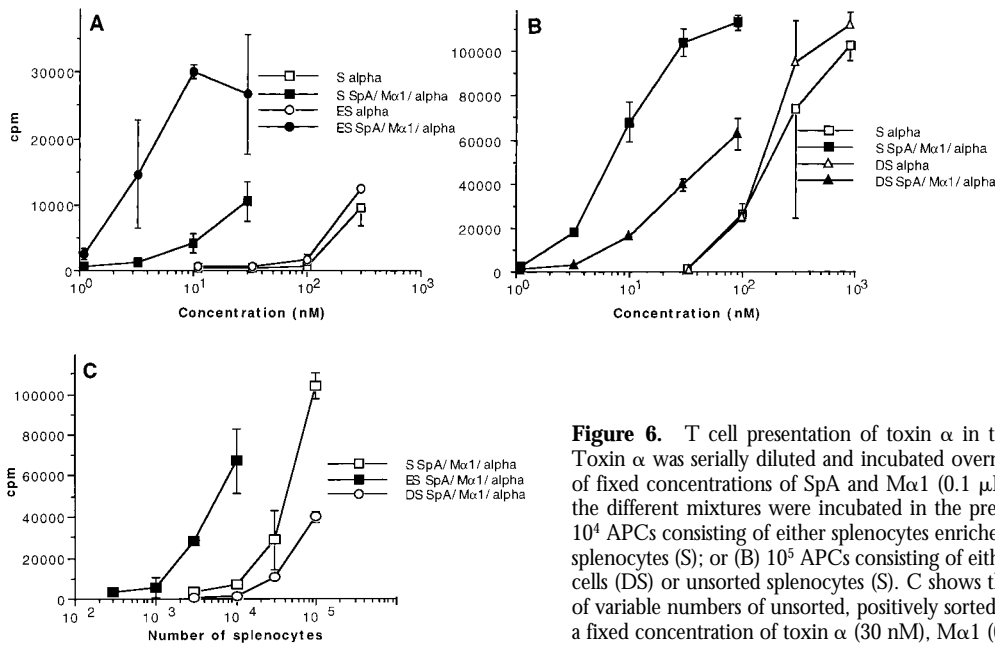 A
30000
20000
10000
0
cpm
10^0
10^1
10^2
10^3
Concentration (nM)
S alpha
S SpA/Mα1/alpha
ES alpha
ES SpA/Mα1/alpha
B
100000
80000
60000
40000
20000
0
10^0
10^1
10^2
10^3
Concentration (nM)
S alpha
S SpA/Mα1/alpha
DS alpha
DS SpA/Mα1/alpha
C
100000
80000
60000
40000
20000
0
cpm
10^2
10^3
10^4
10^5
Number of splenocytes
S SpA/Mα1/alpha
ES SpA/Mα1/alpha
DS SpA/Mα1/alpha
Figure 6. T cell presentation of toxin α in
Toxin α was serially diluted and incubated
of fixed concentrations of SpA and Mα1 (0.1
the different mixtures were incubated in the
10^4 APCs consisting of either splenocytes
splenocytes (S); or (B) 10^5 APCs consisting of
cells (DS) or unsorted splenocytes (S). C shows
of variable numbers of unsorted, positively sorted
a fixed concentration of toxin α (30 nM), Mα1